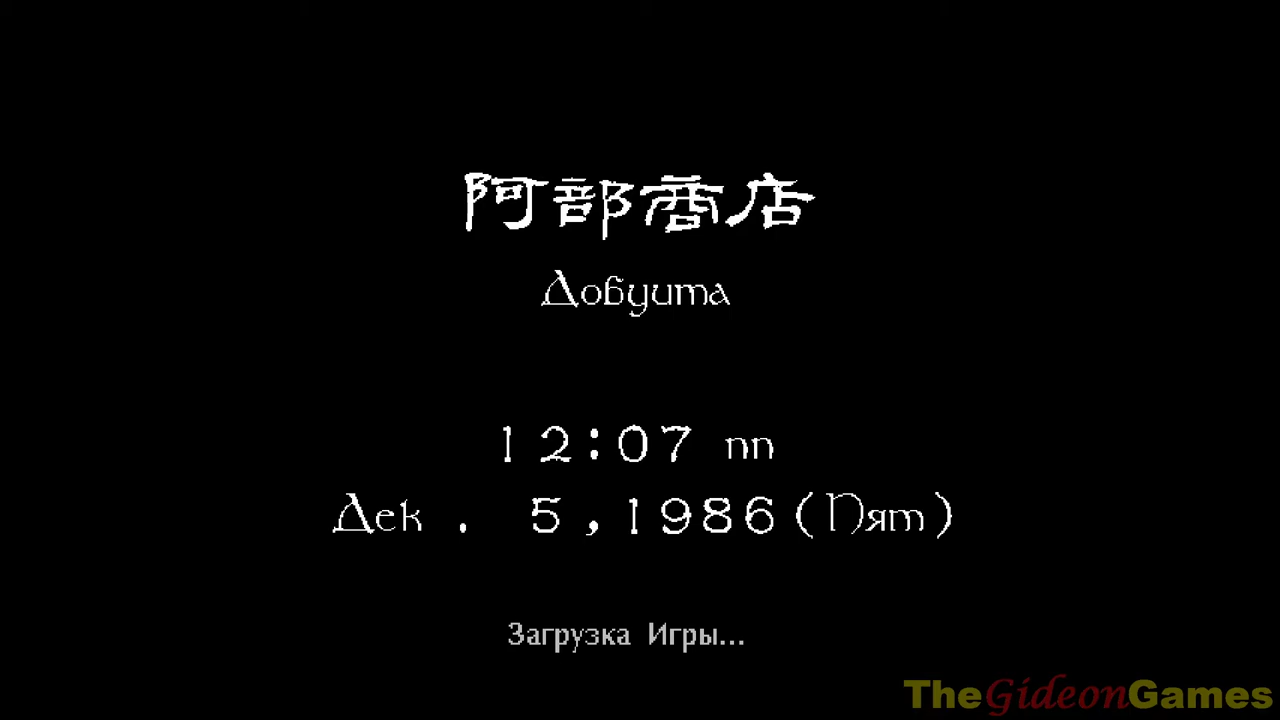 阿部商店
Добуита
12:07 пп
Дек . 5,1986(Пят)
Загрузка Игры...
TheGideonGames